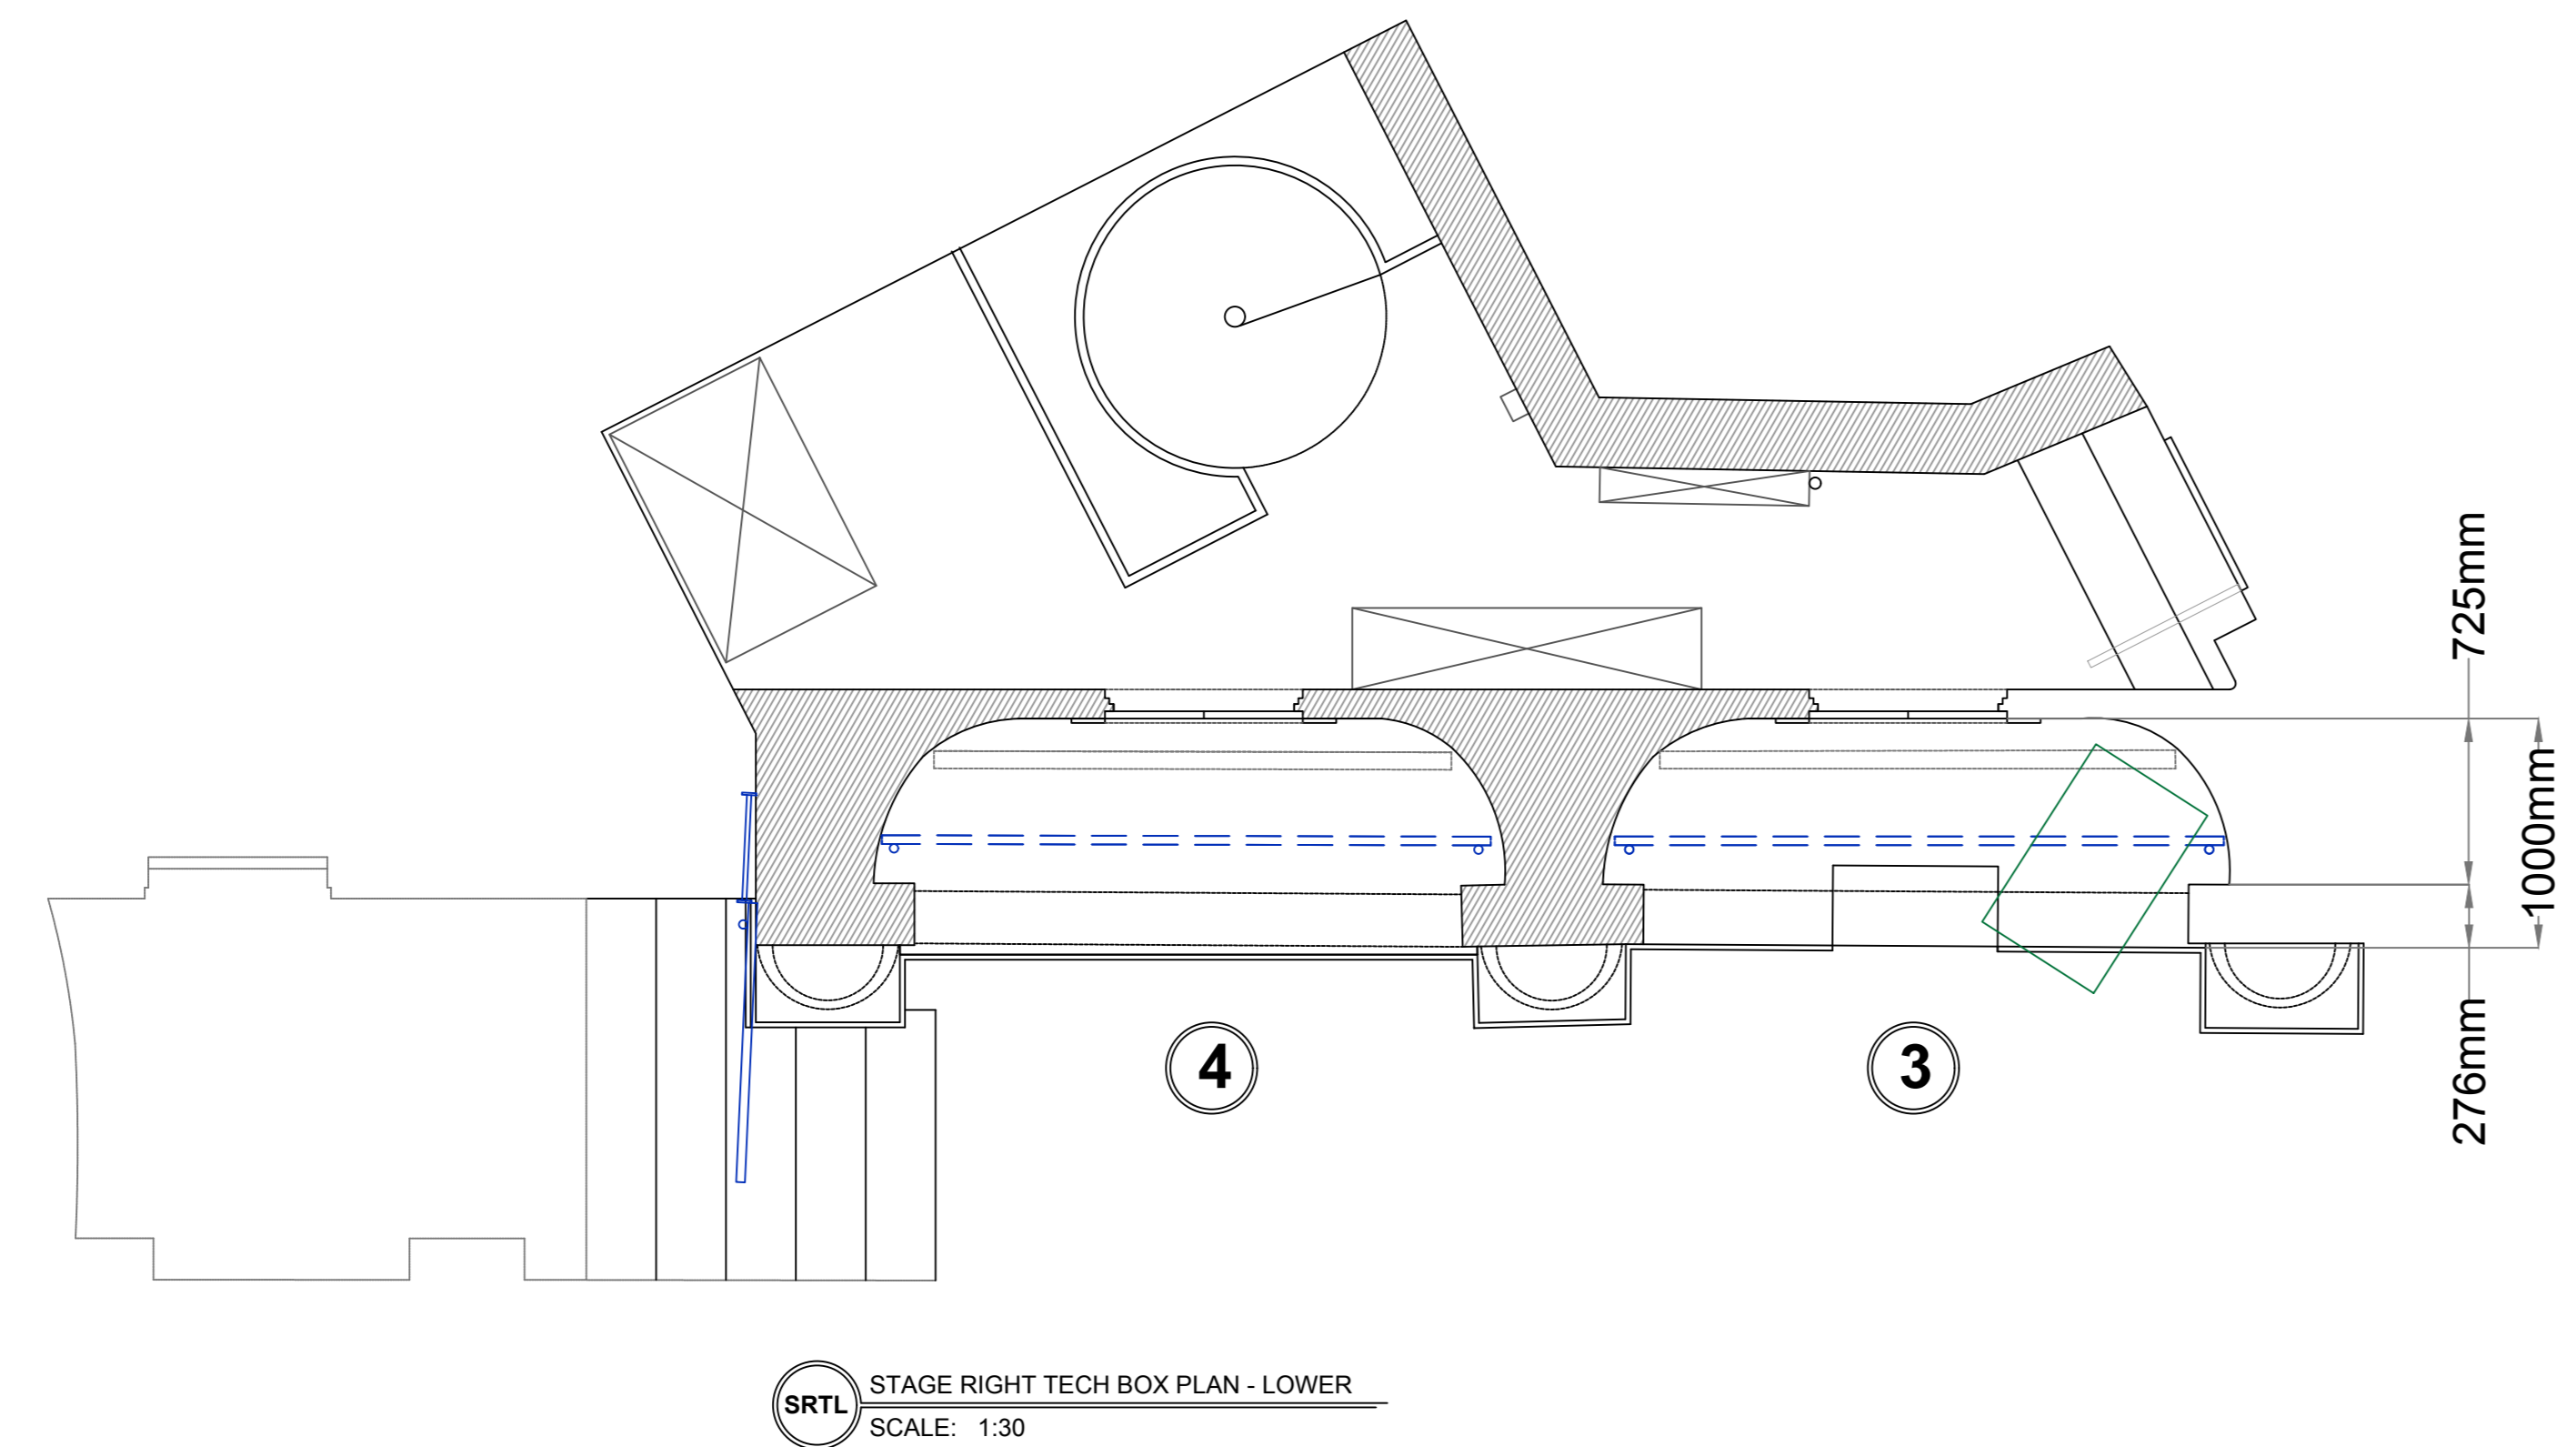 725mm
1000mm
276mm
4
3
SRTL
STAGE RIGHT TECH BOX PLAN - LOWER
SCALE: 1:30